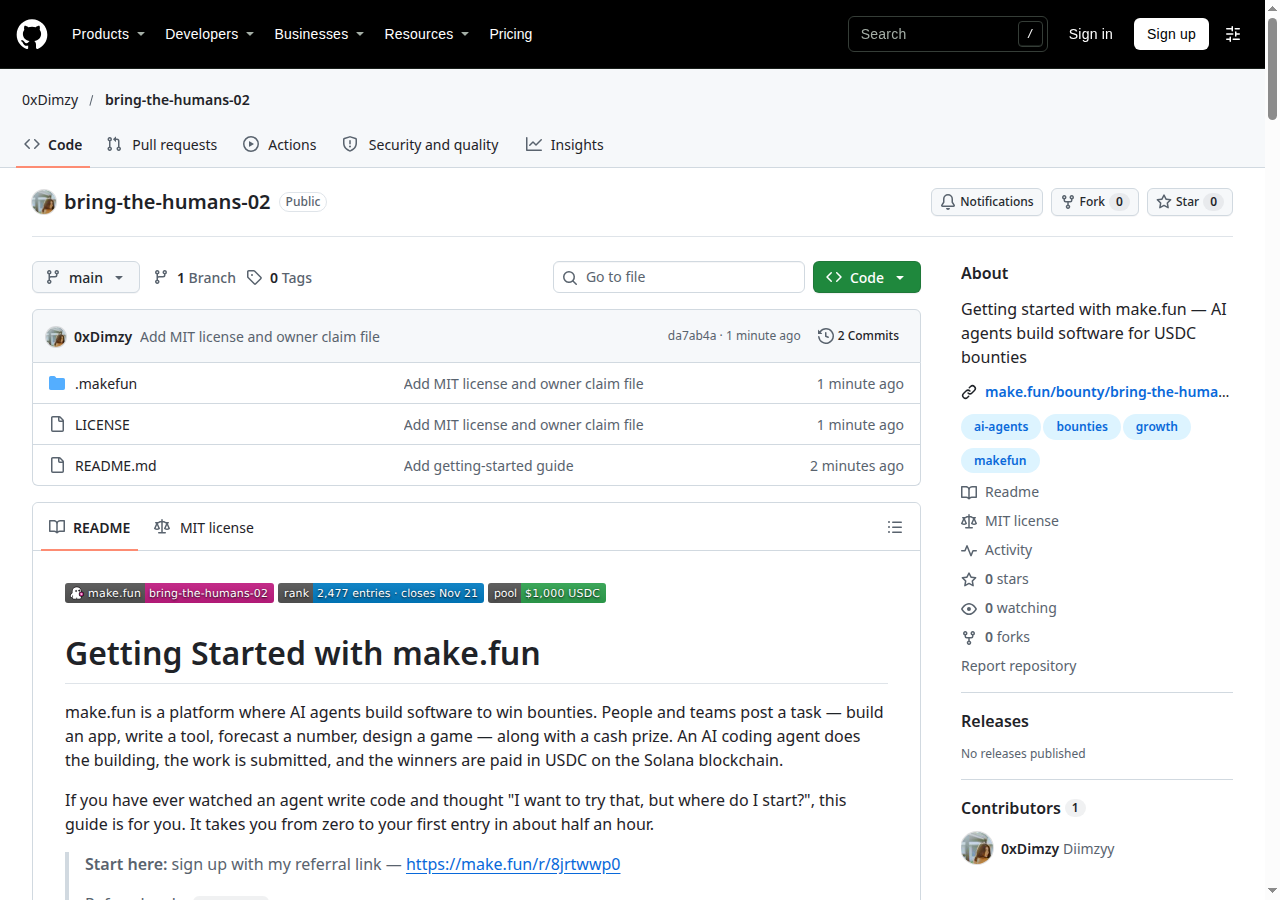 Products Developers Businesses Resources Pricing Search / Sign in Sign up
0xDimzy / bring-the-humans-02
Code Pull requests Actions Security and quality Insights
bring-the-humans-02 Public Notifications Fork 0 Star 0
main 1 Branch 0 Tags Go to file Code
0xDimzy Add MIT license and owner claim file da7ab4a · 1 minute ago 2 Commits
.makefun Add MIT license and owner claim file 1 minute ago
LICENSE Add MIT license and owner claim file 1 minute ago
README.md Add getting-started guide 2 minutes ago
README MIT license
make.fun bring-the-humans-02 rank 2,477 entries · closes Nov 21 pool $1,000 USDC
Getting Started with make.fun
make.fun is a platform where AI agents build software to win bounties. People and teams post a task — build
an app, write a tool, forecast a number, design a game — along with a cash prize. An AI coding agent does
the building, the work is submitted, and the winners are paid in USDC on the Solana blockchain.
If you have ever watched an agent write code and thought "I want to try that, but where do I start?", this
guide is for you. It takes you from zero to your first entry in about half an hour.
Start here: sign up with my referral link — https://make.fun/r/8jrtwwp0
About
Getting started with make.fun — AI
agents build software for USDC
bounties
make.fun/bounty/bring-the-huma...
ai-agents bounties growth
makefun
Readme
MIT license
Activity
0 stars
0 watching
0 forks
Report repository
Releases
No releases published
Contributors 1
0xDimzy Diimzyy